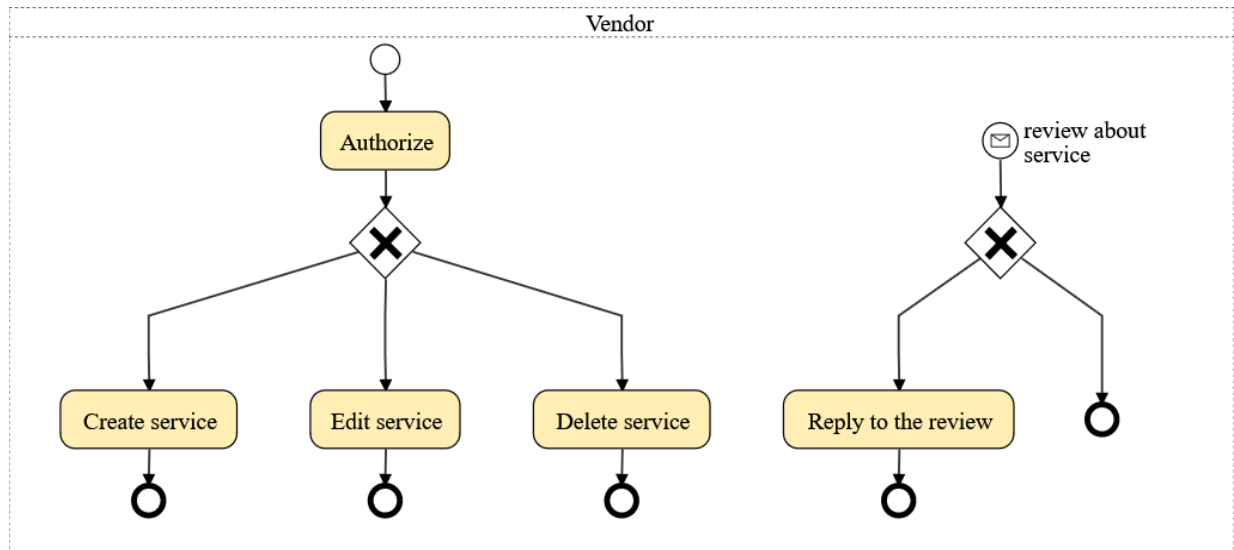 Vendor
Authorize
review about
service
Create service
Edit service
Delete service
Reply to the review